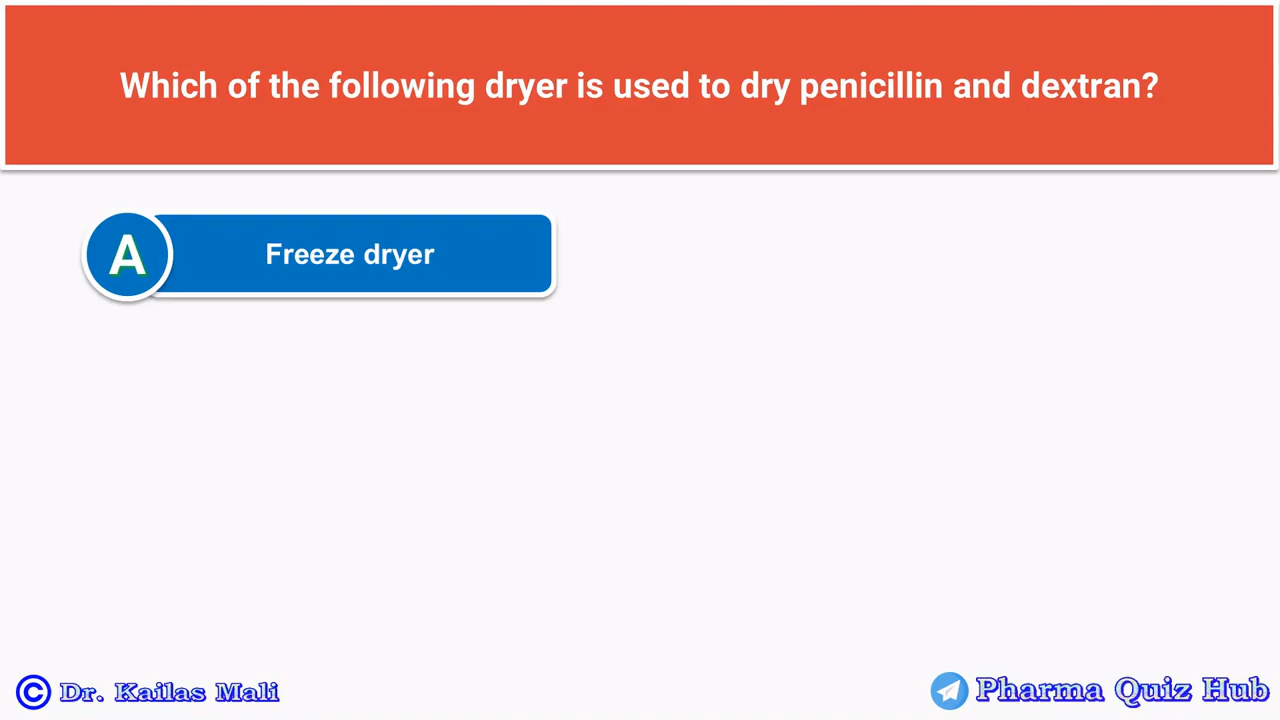 Which of the following dryer is used to dry penicillin and dextran?
A
Freeze dryer
© Dr. Kailas Mali
Pharma Quiz Hub